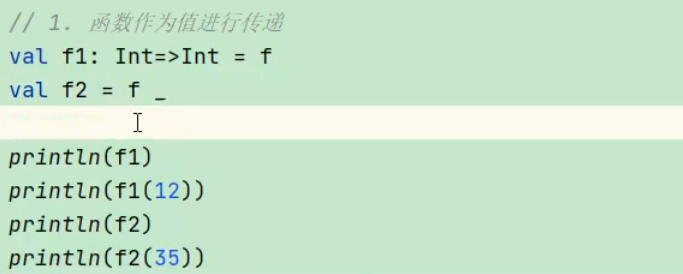 // 1. 函数作为值进行传递
val f1: Int=>Int = f
val f2 = f _
println(f1)
println(f1(12))
println(f2)
println(f2(35))